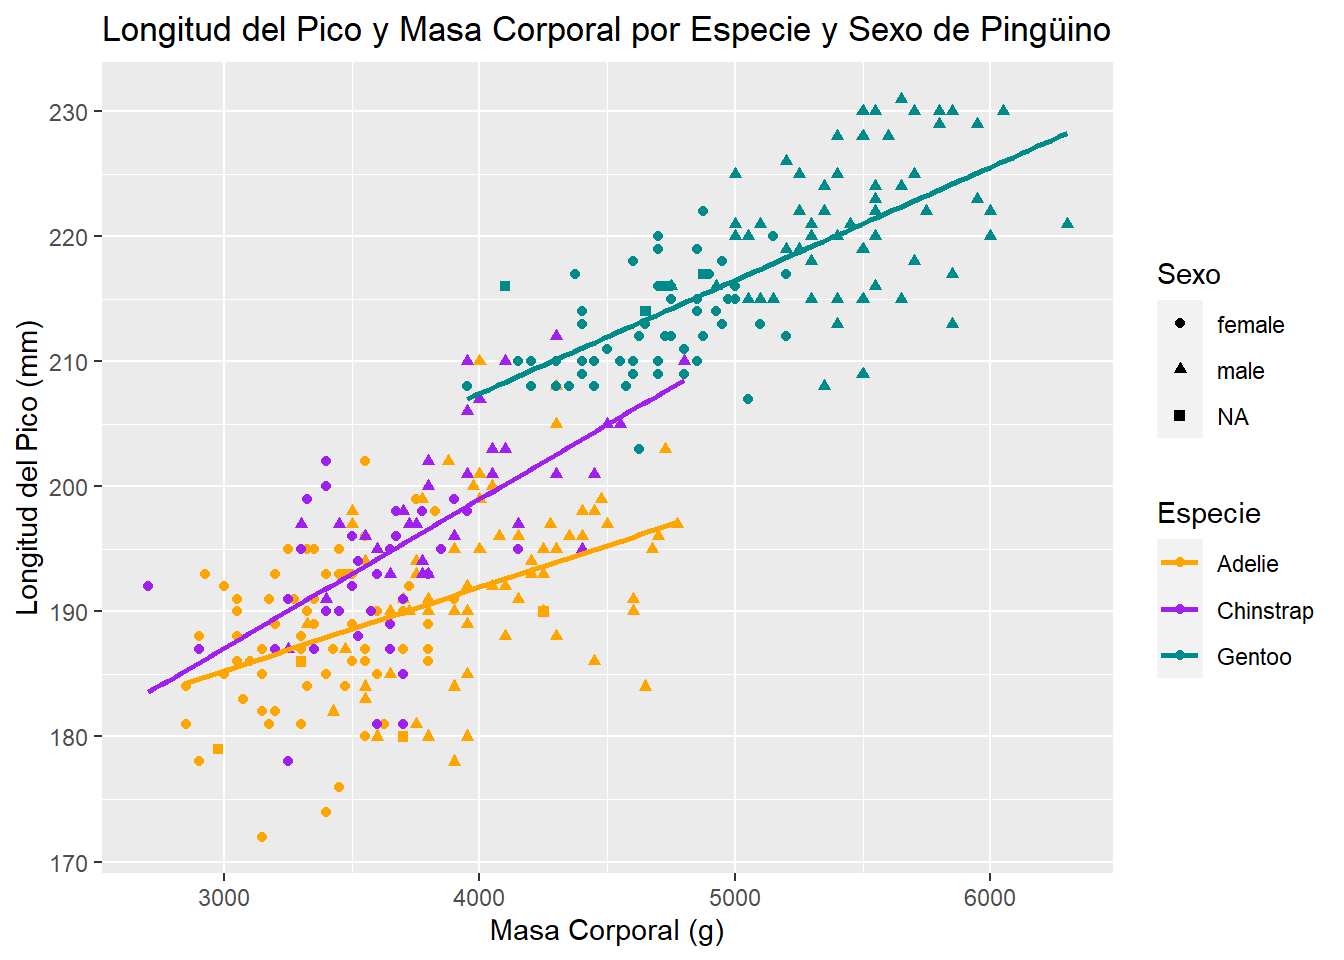 Longitud del Pico y Masa Corporal por Especie y Sexo de Pingüino
230
220
210
200
190
180
170
Longitud del Pico (mm)
3000 4000 5000 6000
Masa Corporal (g)
Sexo
female
male
NA
Especie
Adelie
Chinstrap
Gentoo